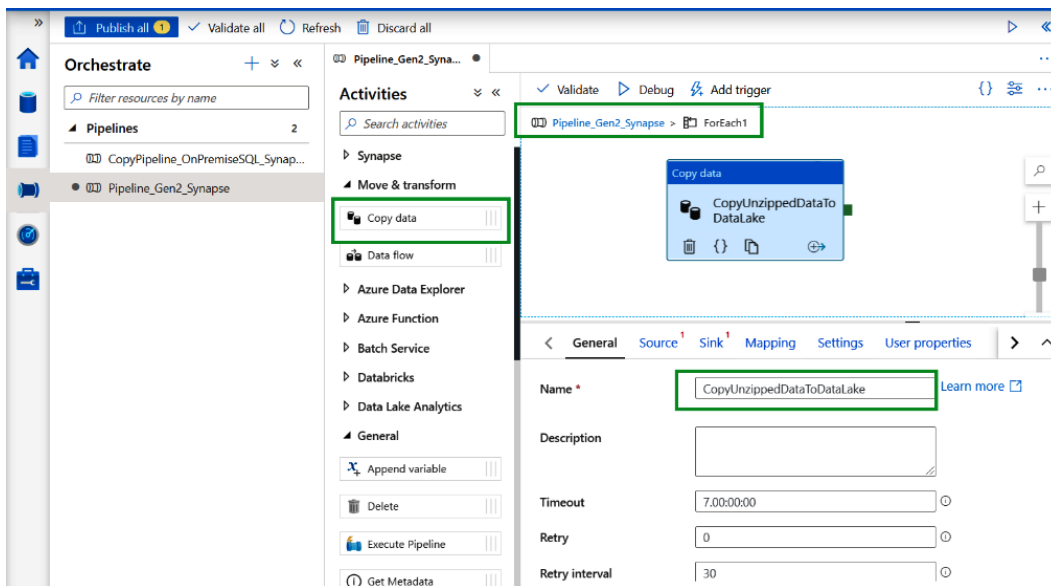 Publish all 1 Validate all Refresh Discard all
Orchestrate
Filter resources by name
Pipelines 2
CopyPipeline_OnPremiseSQL_Synap...
Pipeline_Gen2_Synapse
Pipeline_Gen2_Syna...
Activities
Search activities
Synapse
Move & transform
Copy data
Data flow
Azure Data Explorer
Azure Function
Batch Service
Databricks
Data Lake Analytics
General
Append variable
Delete
Execute Pipeline
Get Metadata
Validate Debug Add trigger
Pipeline_Gen2_Synapse > ForEach1
Copy data
CopyUnzippedDataTo
DataLake
General Source 1 Sink 1 Mapping Settings User properties
Name * CopyUnzippedDataToDataLake Learn more
Description
Timeout 7.00:00:00
Retry 0
Retry interval 30